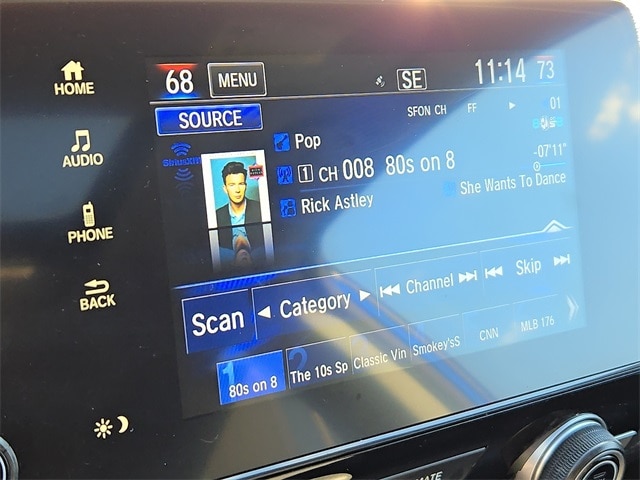 68 MENU SE 11:14 73
HOME
SOURCE
SFON CH FF 01
AUDIO
SiriusXM
Pop
1 CH 008 80s on 8
-07'11"
She Wants To Dance
Rick Astley
PHONE
BACK
Scan Category Channel Skip
1 80s on 8
2 The 10s Sp
Classic Vin
Smokey'sS
CNN
MLB 176